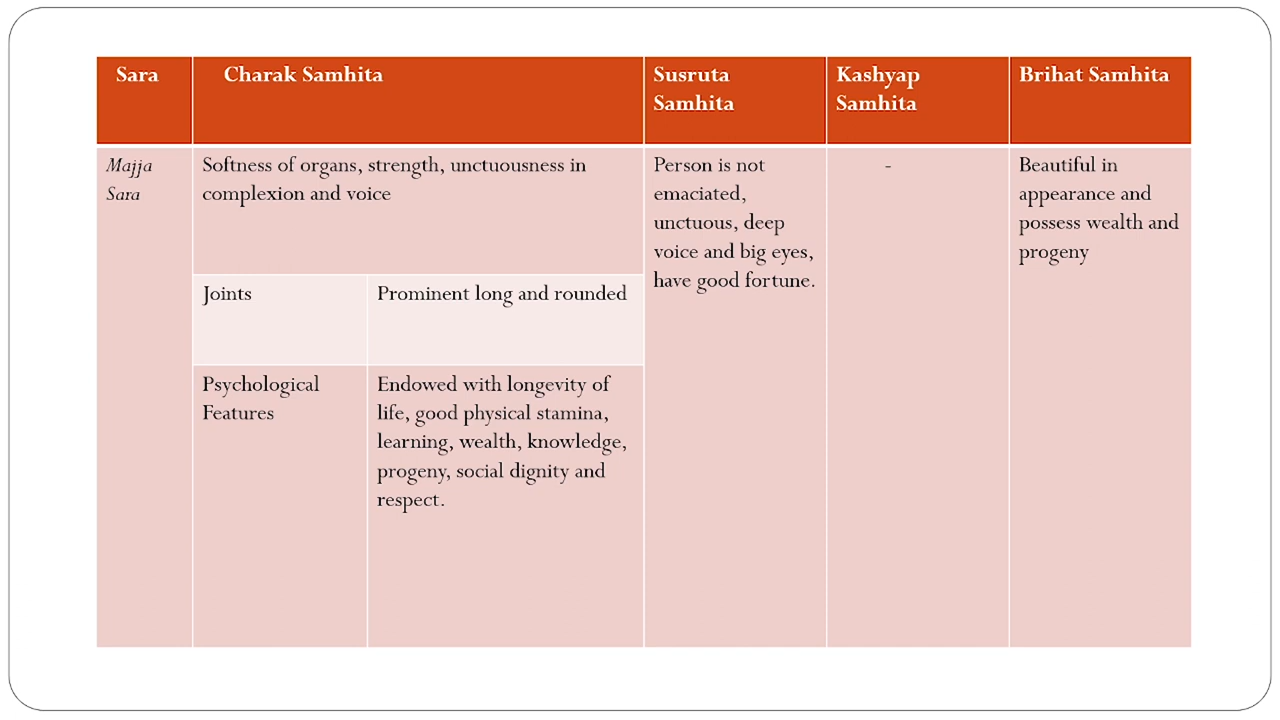 Sara
Charak Samhita
Susruta
Samhita
Kashyap
Samhita
Brihat Samhita
Majja
Sara
Softness of organs, strength, unctuousness in
complexion and voice
Joints
Prominent long and rounded
Psychological
Features
Endowed with longevity of
life, good physical stamina,
learning, wealth, knowledge,
progeny, social dignity and
respect.
Person is not
emaciated,
unctuous, deep
voice and big eyes,
have good fortune.
-
Beautiful in
appearance and
possess wealth and
progeny